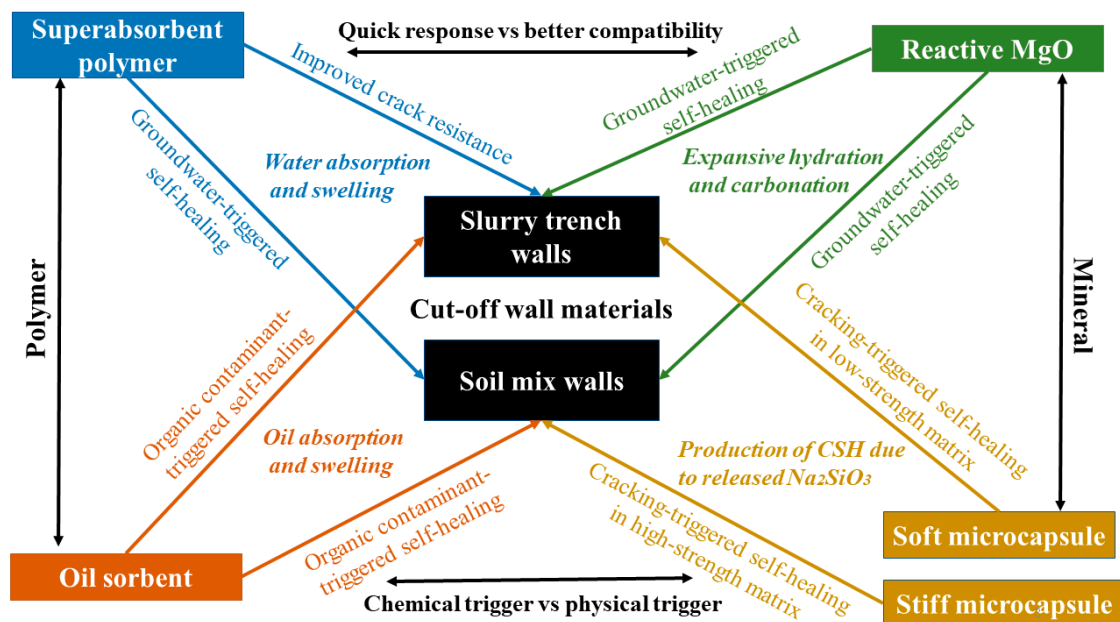 Superabsorbent
polymer
Quick response vs better compatibility
Reactive MgO
Improved crack resistance
Groundwater-triggered
self-healing
Groundwater-triggered
self-healing
Water absorption
and swelling
Expansive hydration
and carbonation
Groundwater-triggered
self-healing
Slurry trench
walls
Polymer
Cut-off wall materials
Mineral
Organic contaminant-
triggered self-healing
Cracking-triggered self-healing
in low-strength matrix
Soil mix walls
Oil absorption
and swelling
Production of CSH due
to released Na₂SiO₃
Organic contaminant-
triggered self-healing
Cracking-triggered self-healing
in high-strength matrix
Soft microcapsule
Oil sorbent
Chemical trigger vs physical trigger
Stiff microcapsule